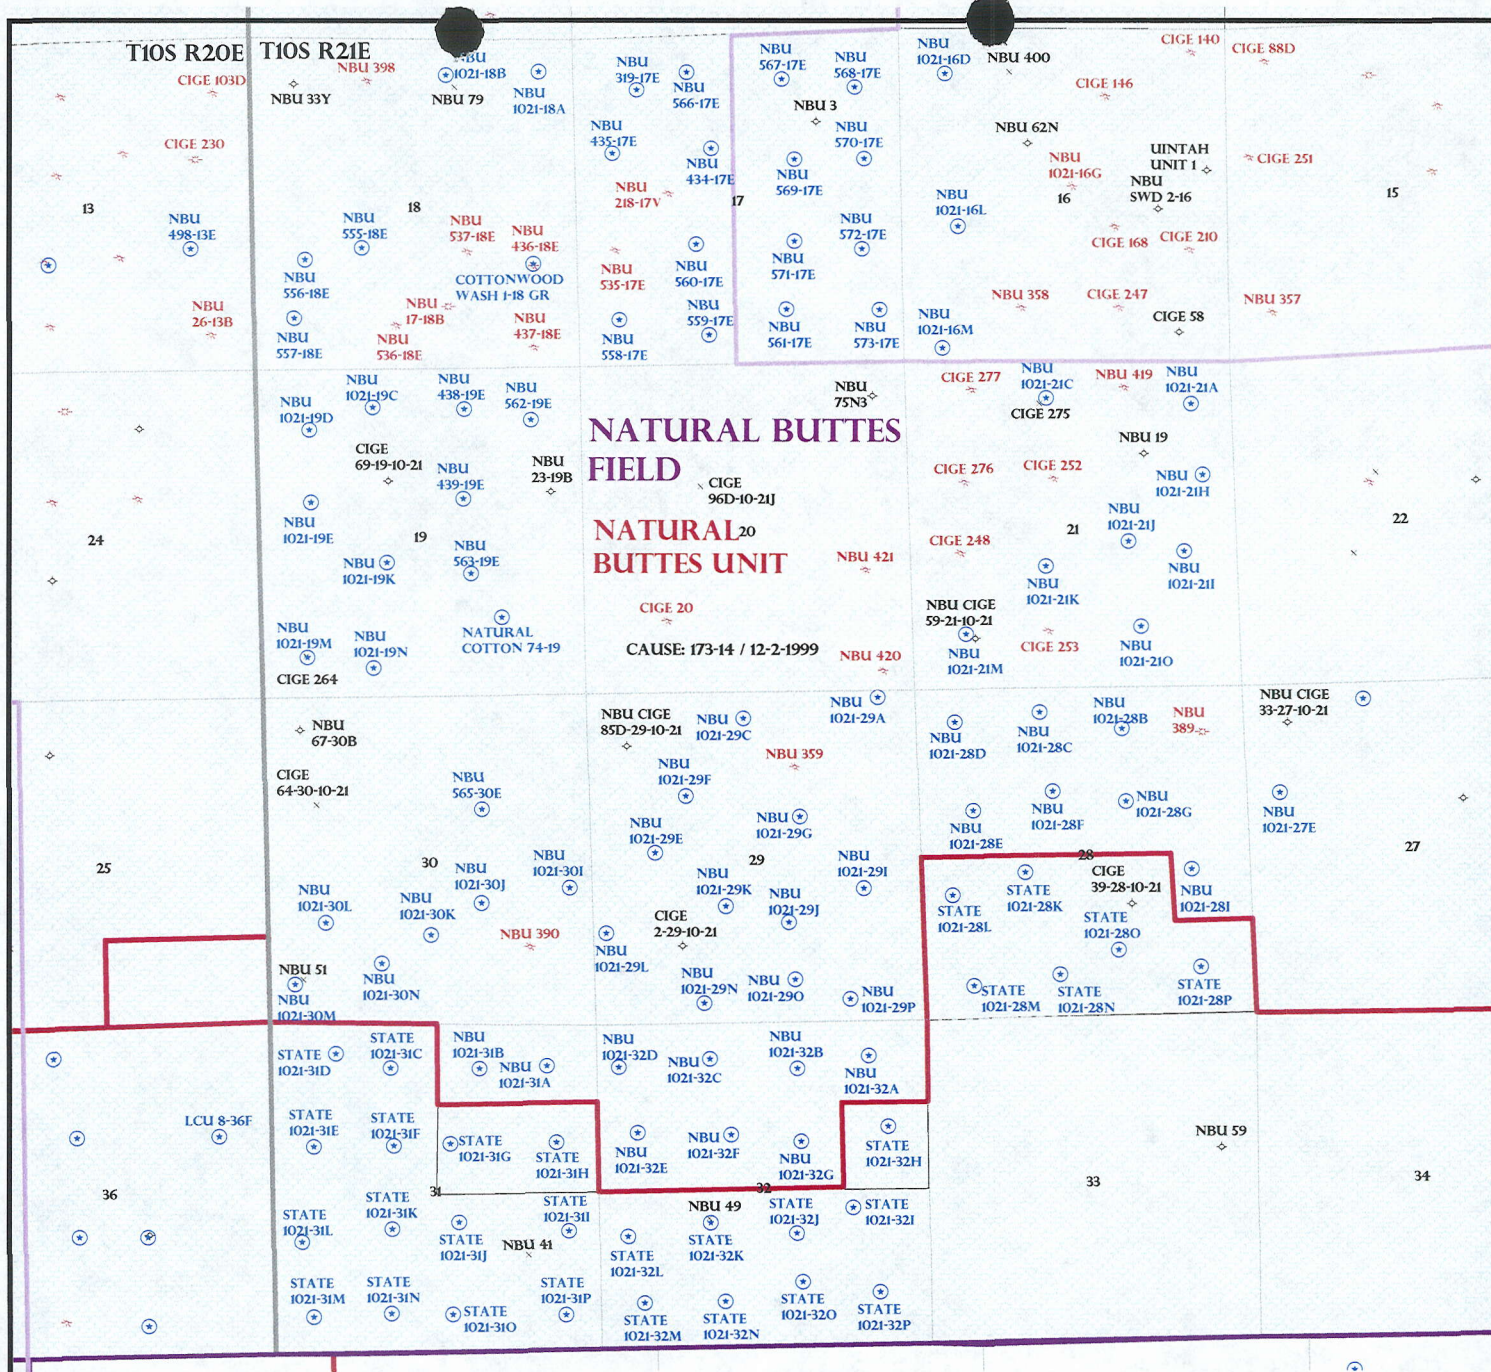 T10S R20E
T10S R21E
CIGE 103D
CIGE 230
13
NBU
498-13E
NBU
26-13B
NBU 33Y
NBU 398
NBU
1021-18B
NBU 79
NBU
1021-18A
18
NBU
555-18E
NBU
556-18E
NBU
557-18E
NBU
537-18E
NBU
436-18E
COTTONWOOD
WASH 1-18 GR
NBU
17-18B
NBU
536-18E
NBU
437-18E
NBU
319-17E
NBU
566-17E
NBU
435-17E
NBU
434-17E
NBU
218-17V
17
NBU
535-17E
NBU
560-17E
NBU
559-17E
NBU
558-17E
NBU
567-17E
NBU
568-17E
NBU 3
NBU
570-17E
NBU
569-17E
NBU
572-17E
NBU
571-17E
NBU
561-17E
NBU
573-17E
NBU
1021-16D
NBU 400
CIGE 140
CIGE 146
NBU 62N
NBU
1021-16G
UINTAH
UNIT 1
NBU
SWD 2-16
16
NBU
1021-16L
CIGE 168
CIGE 210
NBU 358
CIGE 247
CIGE 58
NBU
1021-16M
CIGE 88D
CIGE 251
15
NBU 357
24
NBU
1021-19D
NBU
1021-19C
NBU
438-19E
NBU
562-19E
CIGE
69-19-10-21
NBU
439-19E
NBU
23-19B
NBU
1021-19E
19
NBU
1021-19K
NBU
563-19E
NBU
1021-19M
NBU
1021-19N
CIGE 264
NATURAL
COTTON 74-19
NBU
75N3
NATURAL BUTTES
FIELD
CIGE
96D-10-21J
NATURAL
BUTTES UNIT
20
NBU 421
CIGE 20
CAUSE: 173-14 / 12-2-1999
NBU 420
CIGE 277
NBU
1021-21C
CIGE 275
NBU 419
NBU
1021-21A
NBU 19
CIGE 276
CIGE 252
NBU
1021-21H
NBU
1021-21J
21
CIGE 248
NBU
1021-21K
NBU
1021-21I
NBU CIGE
59-21-10-21
NBU
1021-21M
CIGE 253
NBU
1021-21O
22
25
NBU
67-30B
CIGE
64-30-10-21
NBU
565-30E
30
NBU
1021-30J
NBU
1021-30I
NBU
1021-30L
NBU
1021-30K
NBU 390
NBU 51
NBU
1021-30M
NBU
1021-30N
NBU CIGE
85D-29-10-21
NBU
1021-29C
NBU
1021-29A
NBU 359
NBU
1021-29F
NBU
1021-29E
NBU
1021-29G
29
NBU
1021-29I
NBU
1021-29K
NBU
1021-29J
CIGE
2-29-10-21
NBU
1021-29L
NBU
1021-29N
NBU
1021-29O
NBU
1021-29P
NBU
1021-28D
NBU
1021-28C
NBU
1021-28B
NBU
389
NBU
1021-28E
NBU
1021-28F
NBU
1021-28G
28
CIGE
39-28-10-21
NBU
1021-28I
STATE
1021-28K
STATE
1021-28L
STATE
1021-28O
STATE
1021-28M
STATE
1021-28N
STATE
1021-28P
NBU CIGE
33-27-10-21
NBU
1021-27E
27
LCU 8-36F
36
STATE
1021-31D
STATE
1021-31C
NBU
1021-31B
NBU
1021-31A
STATE
1021-31E
STATE
1021-31F
STATE
1021-31G
STATE
1021-31H
31
STATE
1021-31L
STATE
1021-31K
STATE
1021-31J
STATE
1021-31I
NBU 41
STATE
1021-31M
STATE
1021-31N
STATE
1021-31O
STATE
1021-31P
NBU
1021-32D
NBU
1021-32C
NBU
1021-32B
NBU
1021-32A
NBU
1021-32E
NBU
1021-32F
NBU
1021-32G
STATE
1021-32H
32
NBU 49
STATE
1021-32K
STATE
1021-32J
STATE
1021-32I
STATE
1021-32L
STATE
1021-32M
STATE
1021-32N
STATE
1021-32O
STATE
1021-32P
33
NBU 59
34